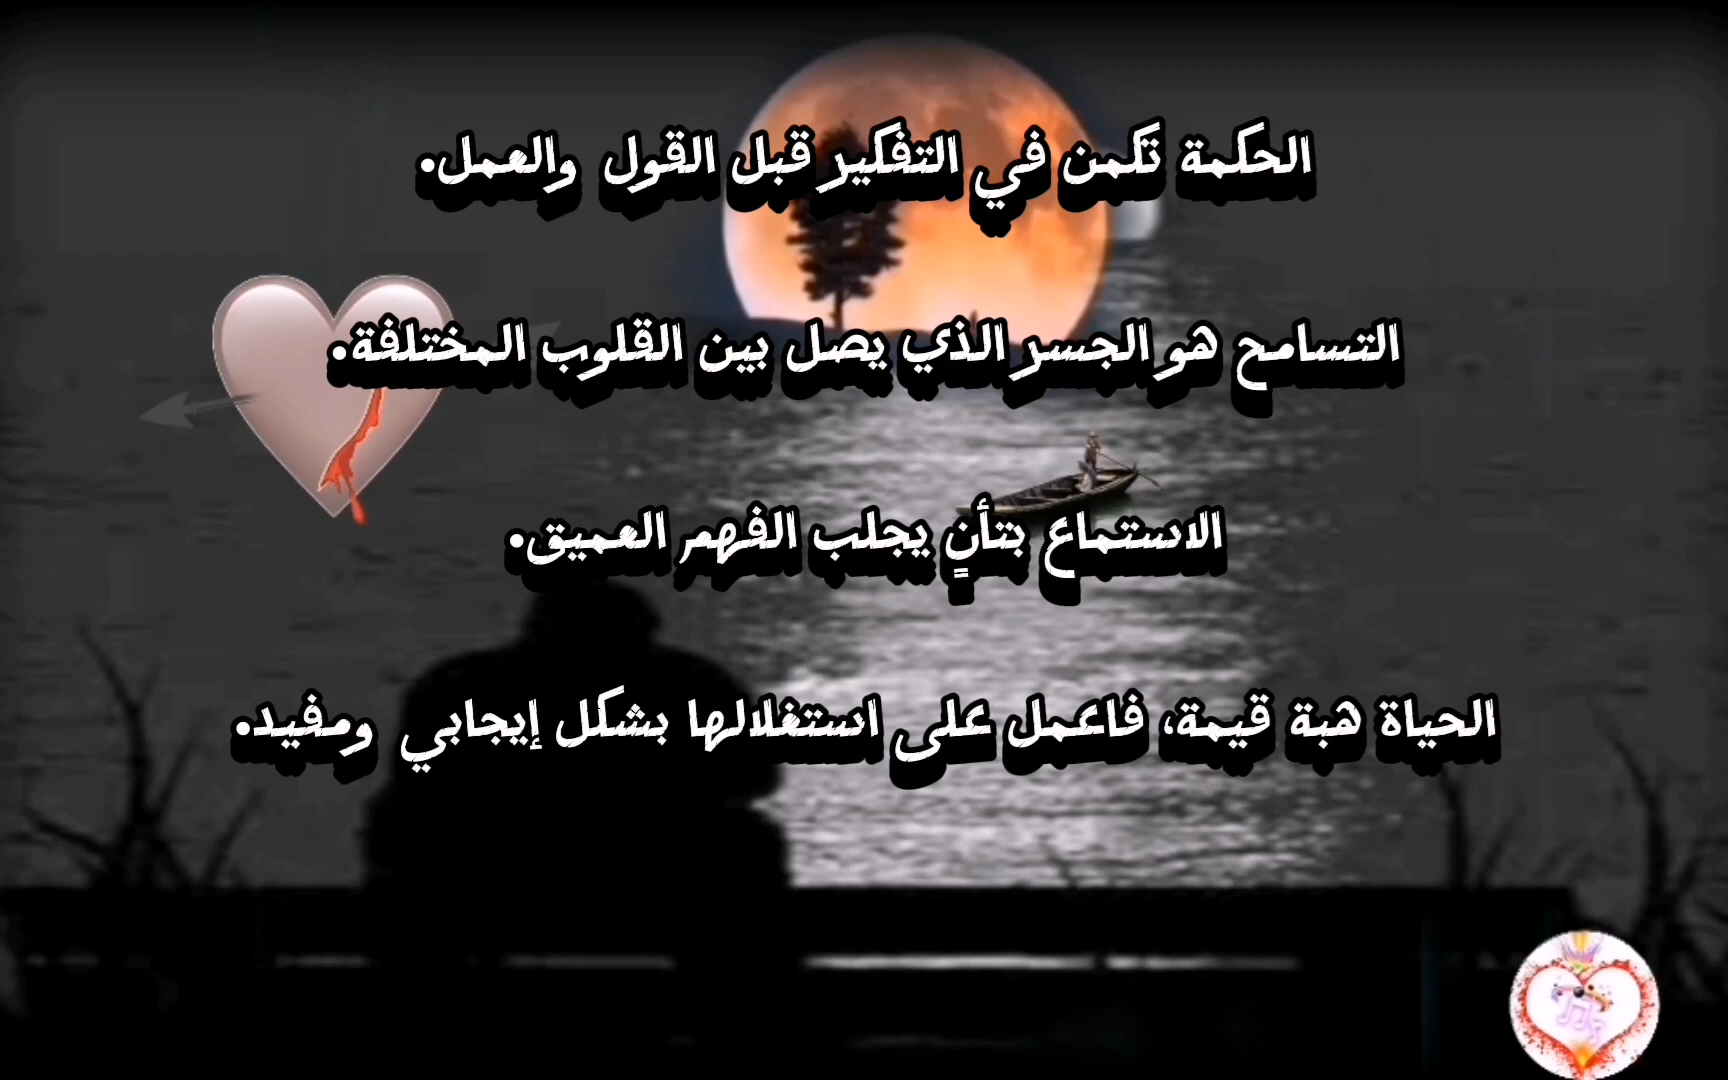 الحكمة تكمن في التفكير قبل القول والعمل.
التسامح هو الجسر الذي يصل بين القلوب المختلفة.
الاستماع بتأنٍ يجلب الفهم العميق.
الحياة هبة قيمة، فاعمل على استغلالها بشكل إيجابي ومفيد.